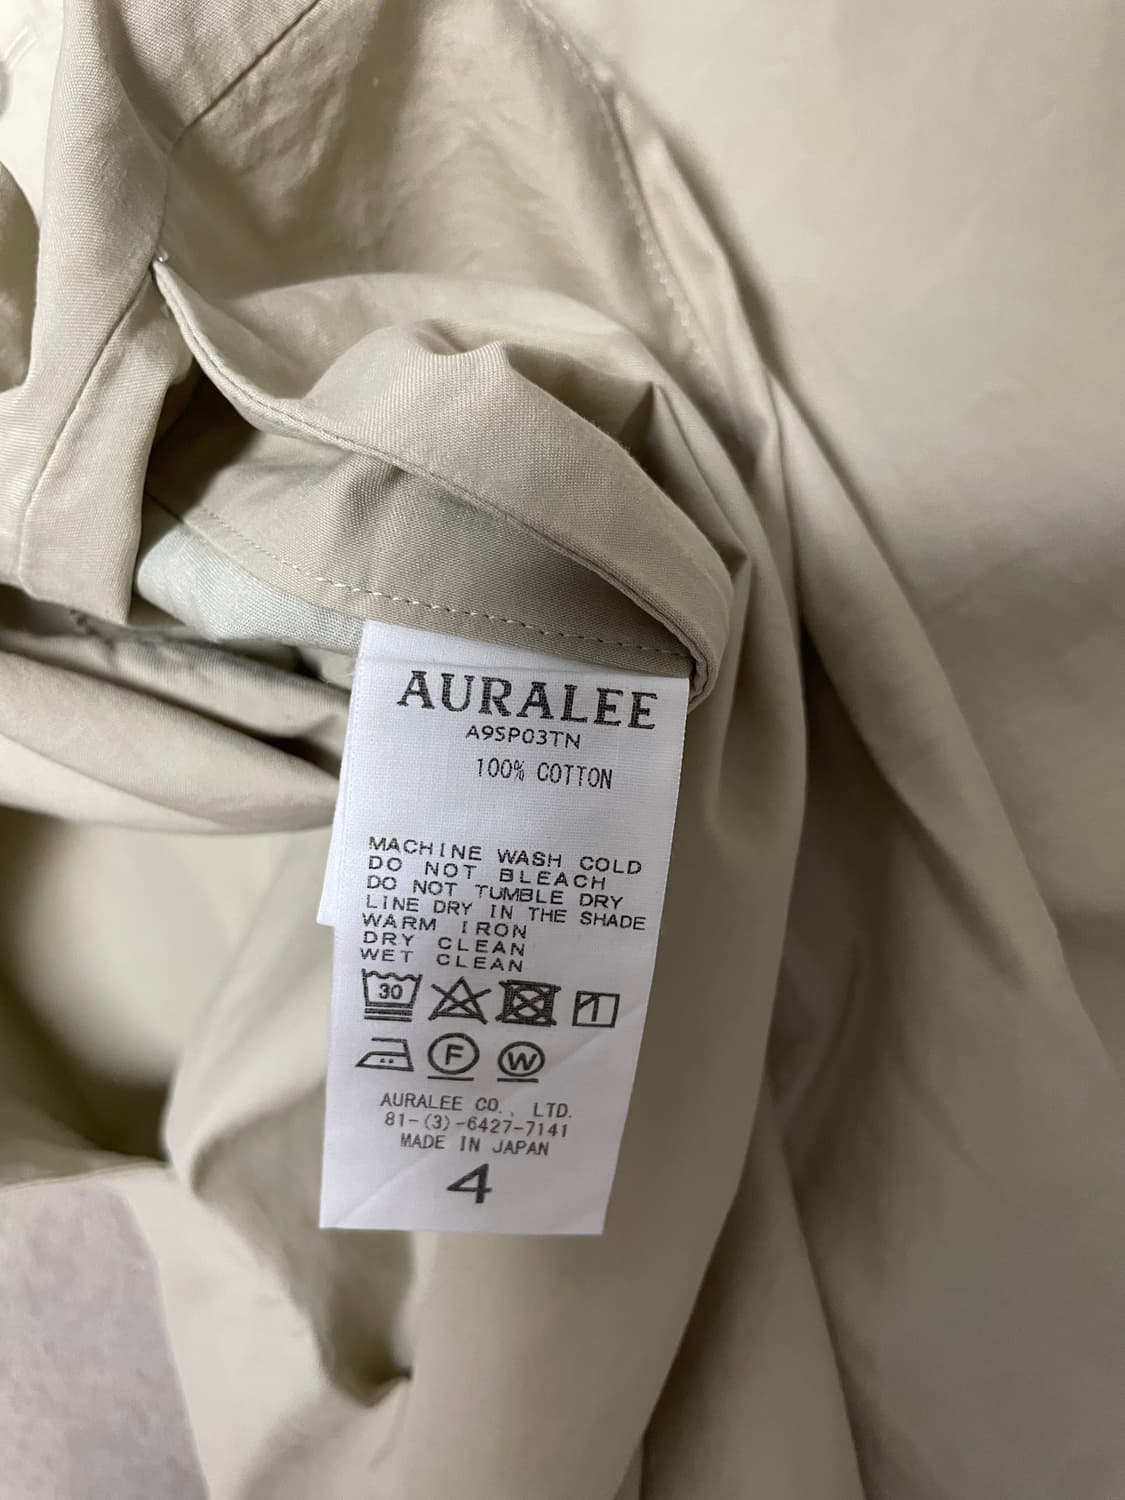 AURALEE
A9SP03TN
100% COTTON
MACHINE WASH COLD
DO NOT BLEACH
DO NOT TUMBLE DRY
LINE DRY IN THE SHADE
WARM IRON
DRY CLEAN
WET CLEAN
30
F W
AURALEE CO., LTD.
81-(3)-6427-7141
MADE IN JAPAN
4